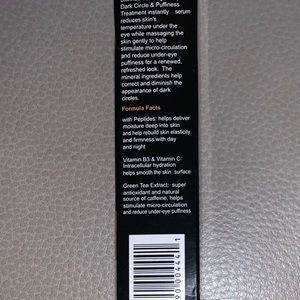 Dark Circle & Puffiness
Treatment instantly serum
reduces skin's
temperature under the
eye while massaging the
skin gently to help
stimulate micro-circulation
and reduce under-eye
puffiness for a renewed,
refreshed look. The
mineral ingredients help
correct and diminish the
appearance of dark
circles.
Formula Facts
with Peptides: helps deliver
moisture deep into skin
and help rebuild skin elasticity
and firmness with day
and night
Vitamin B3 & Vitamin C:
Intracellular hydration
helps smooth the skin surface
Green Tea Extract: super
antioxidant and natural
source of caffeine, helps
stimulate micro-circulation
and reduce under-eye puffiness